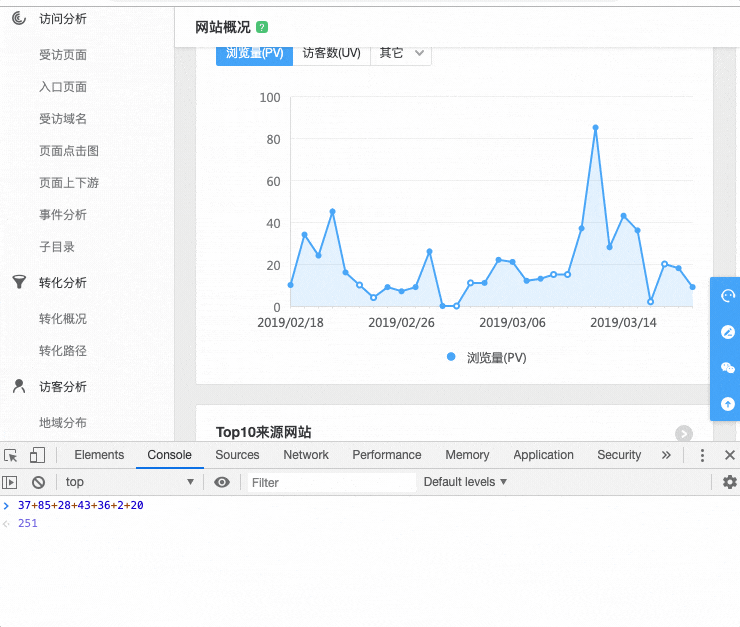 访问分析
受访页面
入口页面
受访域名
页面点击图
页面上下游
事件分析
子目录
转化分析
转化概况
转化路径
访客分析
地域分布
网站概况 ?
浏览量(PV) 访客数(UV) 其它
100
80
60
40
20
0
2019/02/18 2019/02/26 2019/03/06 2019/03/14
浏览量(PV)
Top10来源网站
Elements Console Sources Network Performance Memory Application Security »
top Filter Default levels ▼
37+85+28+43+36+2+20
251